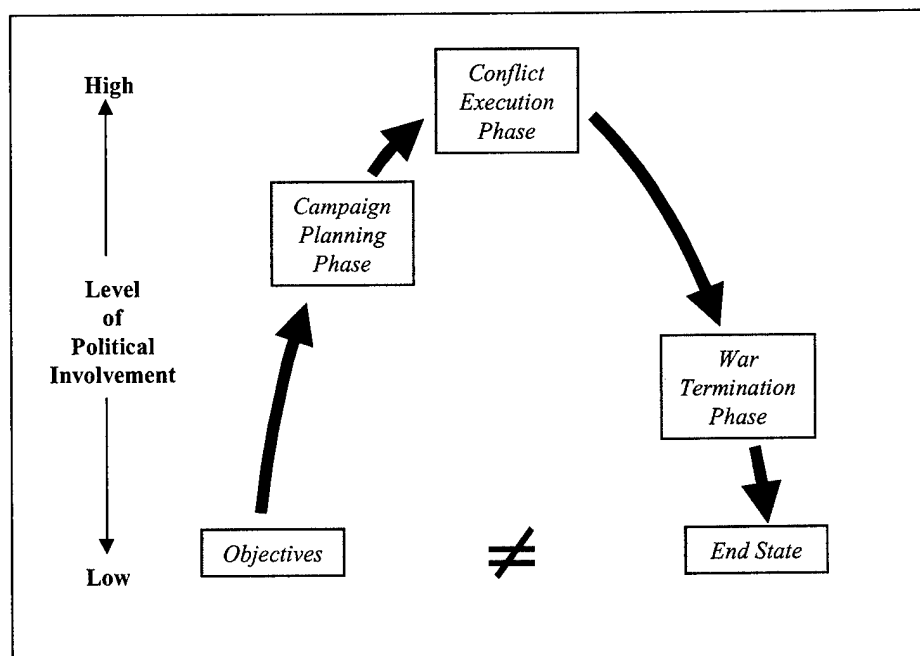 High
Level
of
Political
Involvement
Low
Objectives
Campaign
Planning
Phase
Conflict
Execution
Phase
War
Termination
Phase
End State
≠